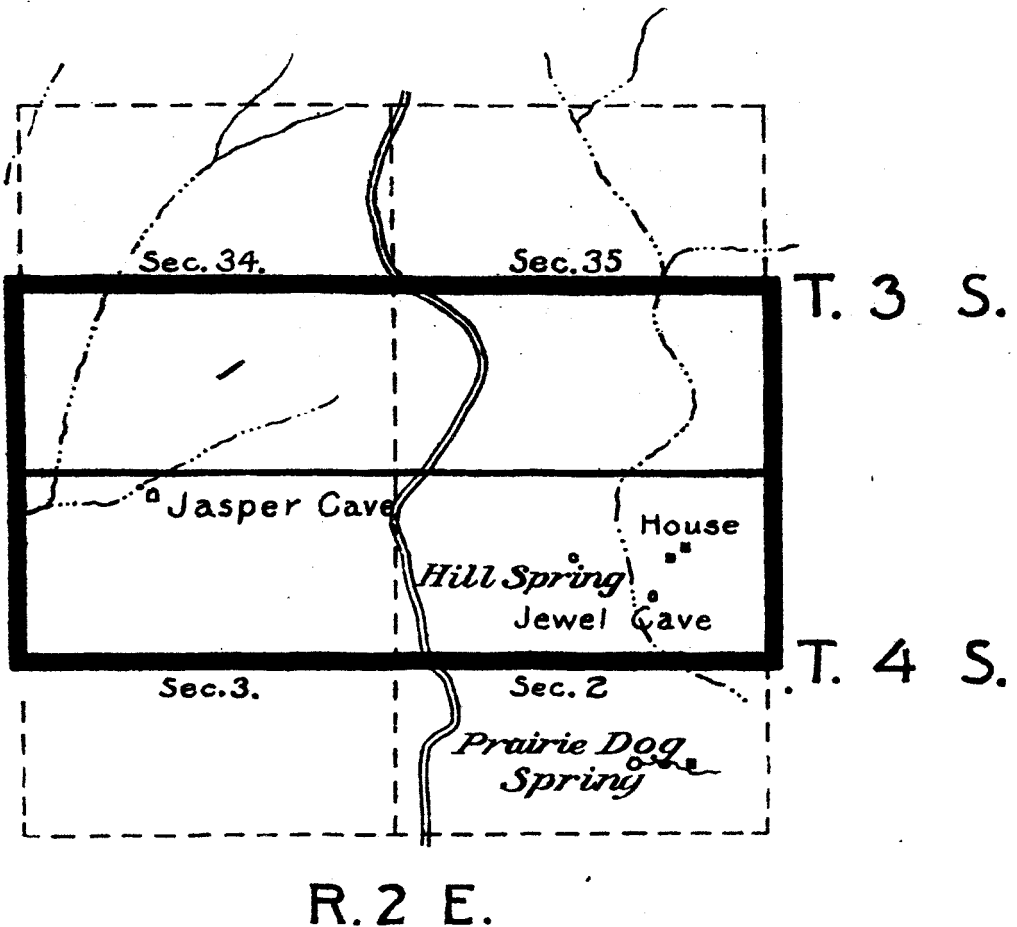 Sec. 34.
Sec. 35
T. 3 S.
Jasper Cave
House
Hill Spring
Jewel Cave
T. 4 S.
Sec. 3.
Sec. 2
Prairie Dog
Spring
R. 2 E.